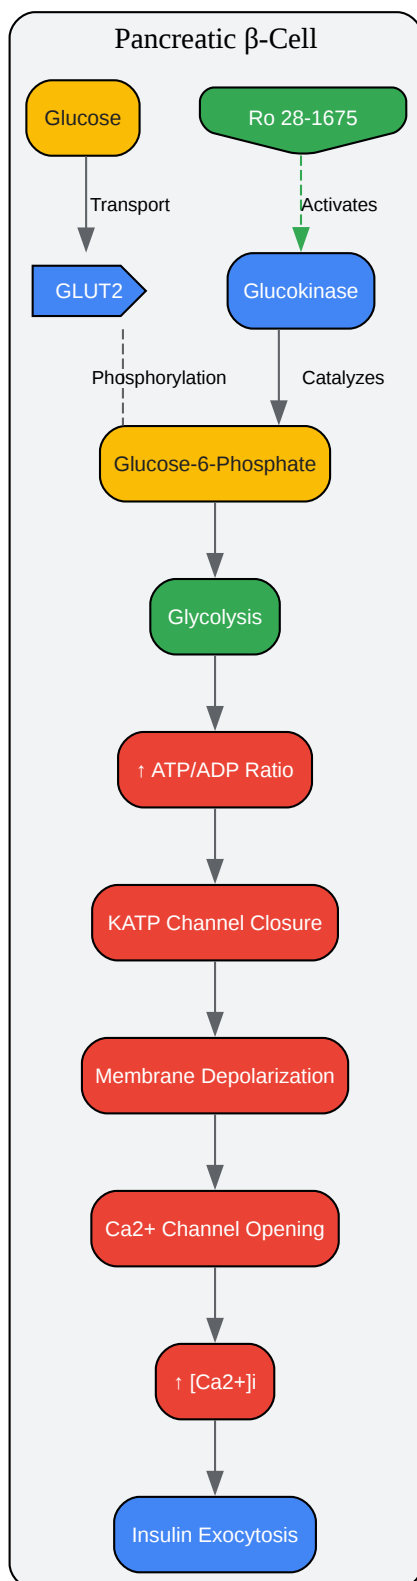 Pancreatic β-Cell
Glucose
Ro 28-1675
Transport
Activates
GLUT2
Glucokinase
Phosphorylation
Catalyzes
Glucose-6-Phosphate
Glycolysis
↑ ATP/ADP Ratio
KATP Channel Closure
Membrane Depolarization
Ca2+ Channel Opening
↑ [Ca2+]i
Insulin Exocytosis